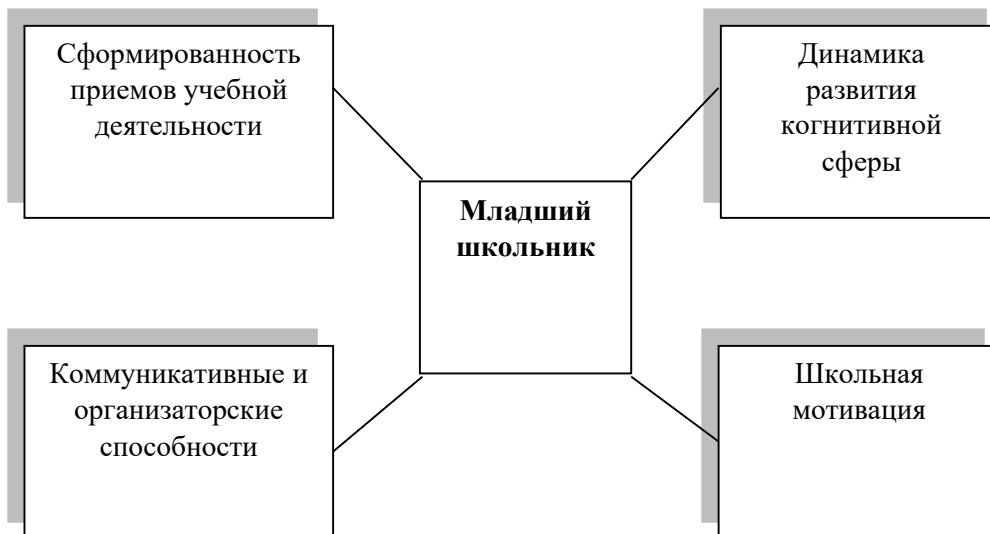 Сформированность
приемов учебной
деятельности
Динамика
развития
когнитивной
сферы
Младший
школьник
Коммуникативные и
организаторские
способности
Школьная
мотивация